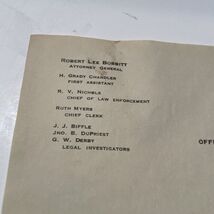 ROBERT LEE BOBBITT
ATTORNEY GENERAL
H. GRADY CHANDLER
FIRST ASSISTANT
R. V. NICHOLS
CHIEF OF LAW ENFORCEMENT
RUTH MYERS
CHIEF CLERK
J. J. BIFFLE
JNO. B. DUPRIEST
G. W. DERBY
LEGAL INVESTIGATORS
OFF